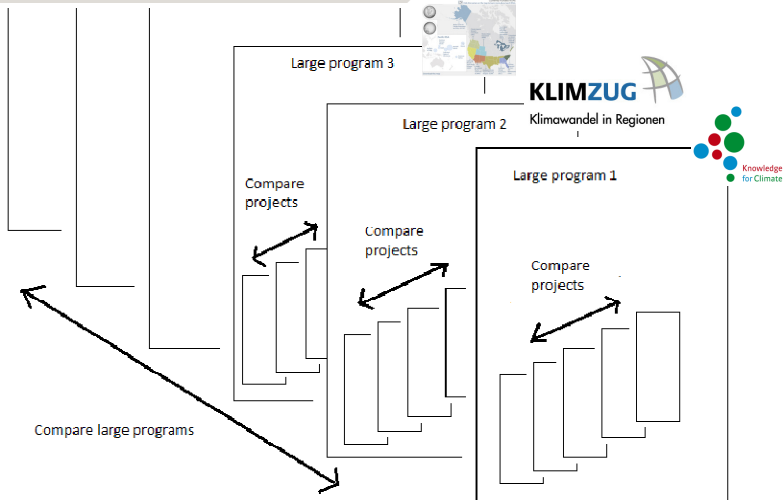 Large program 3
KLIMZUG
Klimawandel in Regionen
Large program 2
Knowledge
for Climate
Large program 1
Compare
projects
Compare
projects
Compare
projects
Compare large programs